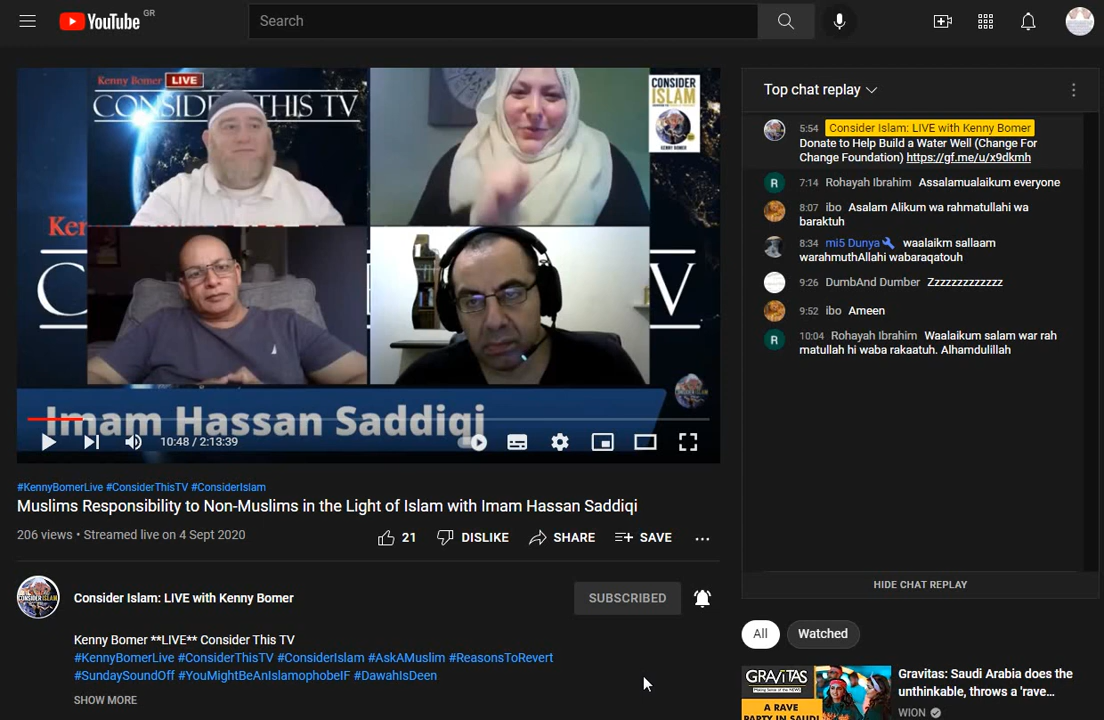 YouTube GR
Search
Kenny Bomer LIVE
CONSIDER THIS TV
CONSIDER
ISLAM
KENNY BOMER
Imam Hassan Saddiqi
10:48 / 2:13:39
#KennyBomerLive #ConsiderThisTV #ConsiderIslam
Muslims Responsibility to Non-Muslims in the Light of Islam with Imam Hassan Saddiqi
206 views • Streamed live on 4 Sept 2020
21 DISLIKE SHARE SAVE
Consider Islam: LIVE with Kenny Bomer
SUBSCRIBED
Kenny Bomer **LIVE** Consider This TV
#KennyBomerLive #ConsiderThisTV #ConsiderIslam #AskAMuslim #ReasonsToRevert
#SundaySoundOff #YouMightBeAnIslamophobeIF #DawahIsDeen
SHOW MORE
Top chat replay
5:54 Consider Islam: LIVE with Kenny Bomer
Donate to Help Build a Water Well (Change For
Change Foundation) https://gf.me/u/x9dkmh
R 7:14 Rohayah Ibrahim Assalamualaikum everyone
8:07 ibo Asalam Alikum wa rahmatullahi wa
baraktuh
8:34 mi5 Dunya waalaikm sallaam
warahmuthAllahi wabaraqatouh
9:26 DumbAnd Dumber Zzzzzzzzzzzzz
9:52 ibo Ameen
R 10:04 Rohayah Ibrahim Waalaikum salam war rah
matullah hi waba rakaatuh. Alhamdulillah
HIDE CHAT REPLAY
All Watched
GRAVITAS
A RAVE
PARTY IN SAUDI
Gravitas: Saudi Arabia does the
unthinkable, throws a 'rave...
WION